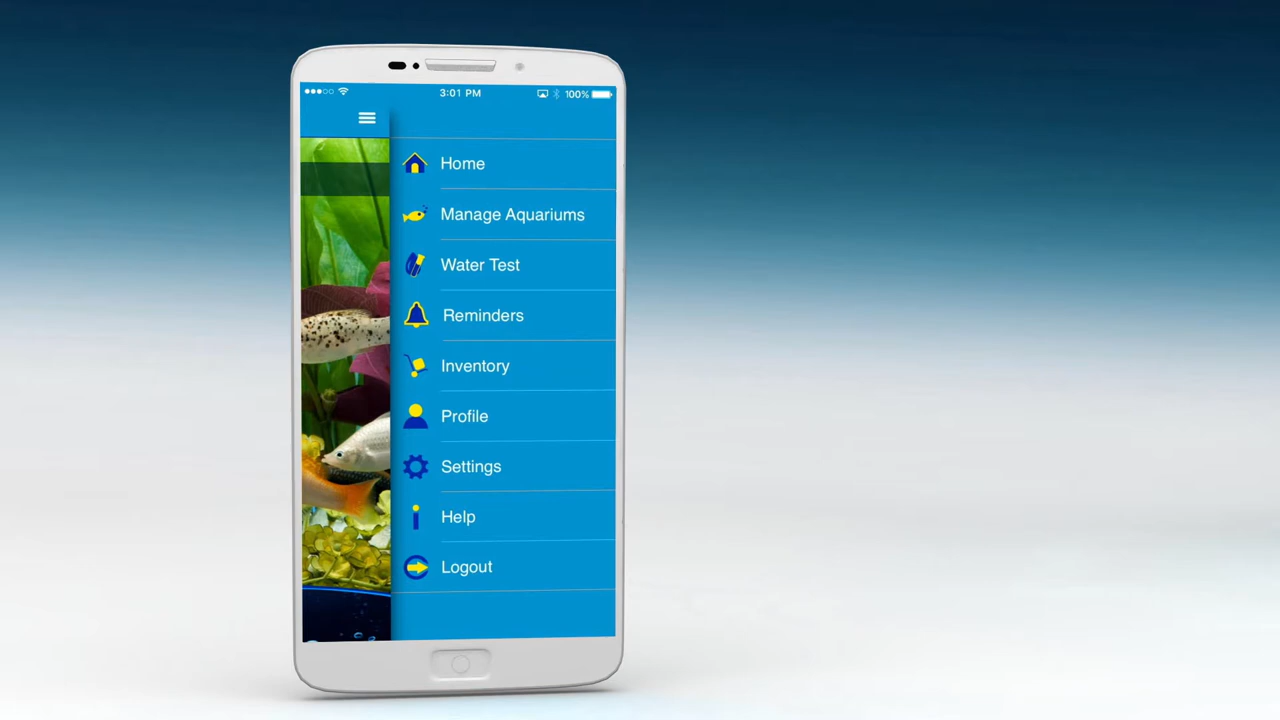 3:01 PM 100%
Home
Manage Aquariums
Water Test
Reminders
Inventory
Profile
Settings
Help
Logout